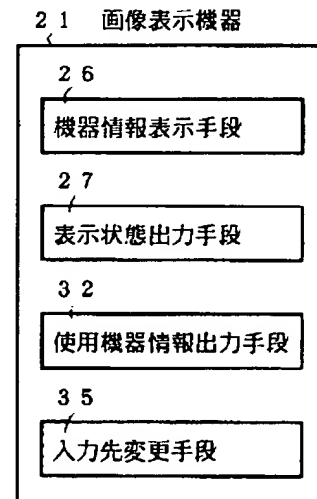 21 画像表示機器
26
機器情報表示手段
27
表示状態出力手段
32
使用機器情報出力手段
35
入力先変更手段